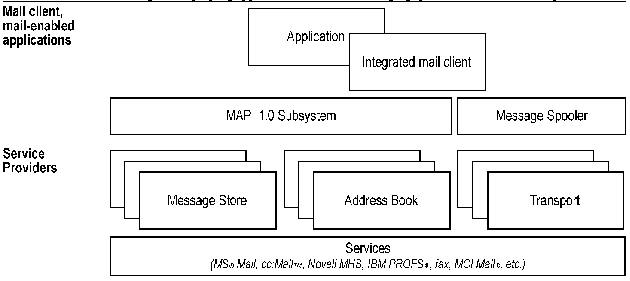 Mail client,
mail-enabled
applications
Application
Integrated mail client
MAP 1.0 Subsystem
Message Spooler
Service
Providers
Message Store
Address Book
Transport
Services
(MS® Mail, cc:Mail™, Novell MHS, IBM PROFS®, fax, MCI Mail®, etc.)